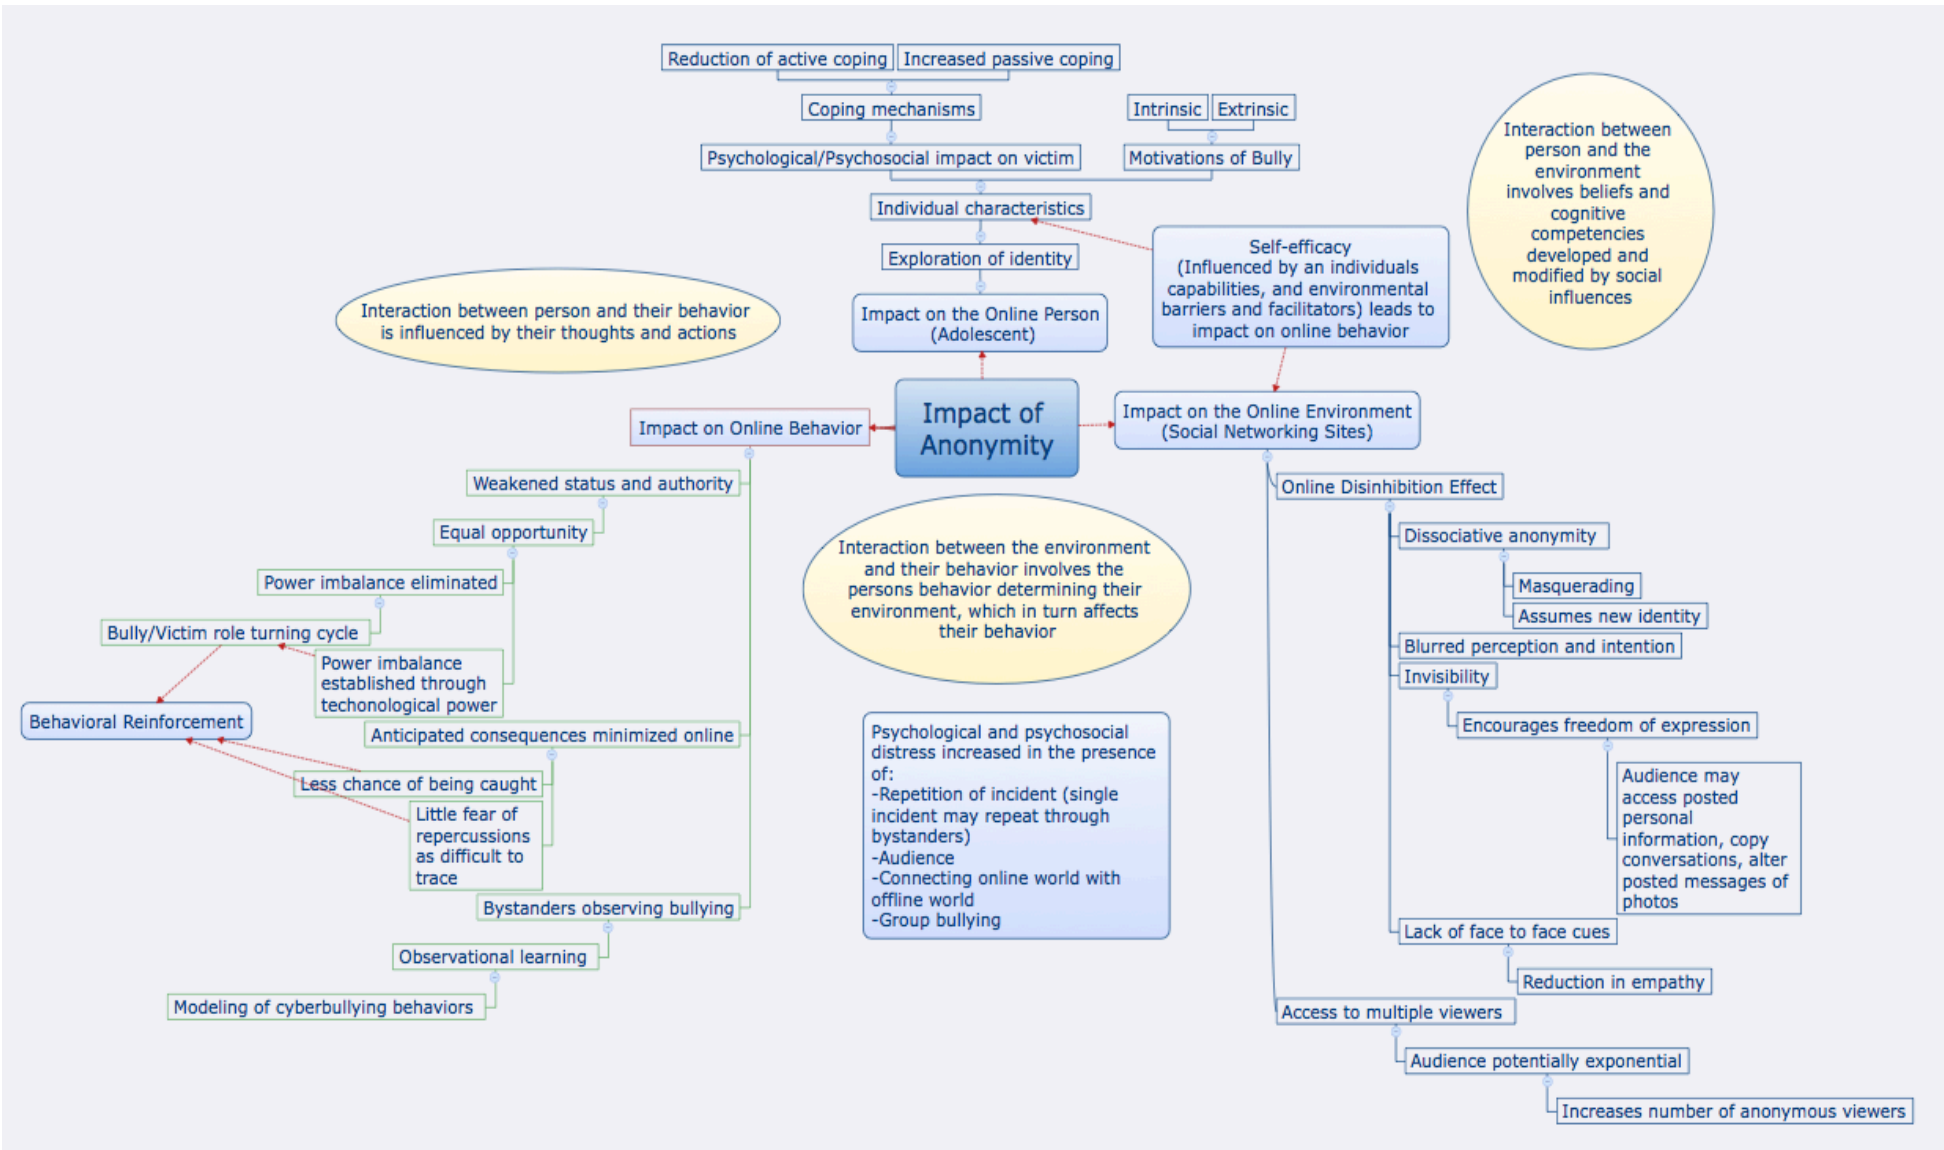 Reduction of active coping
Increased passive coping
Coping mechanisms
Intrinsic
Extrinsic
Psychological/Psychosocial impact on victim
Motivations of Bully
Individual characteristics
Exploration of identity
Impact on the Online Person
(Adolescent)
Self-efficacy
(Influenced by an individuals
capabilities, and environmental
barriers and facilitators) leads to
impact on online behavior
Interaction between
person and the
environment
involves beliefs and
cognitive
competencies
developed and
modified by social
influences
Interaction between person and their behavior
is influenced by their thoughts and actions
Impact of
Anonymity
Impact on Online Behavior
Impact on the Online Environment
(Social Networking Sites)
Weakened status and authority
Equal opportunity
Power imbalance eliminated
Bully/Victim role turning cycle
Power imbalance
established through
techonological power
Behavioral Reinforcement
Anticipated consequences minimized online
Less chance of being caught
Little fear of
repercussions
as difficult to
trace
Bystanders observing bullying
Observational learning
Modeling of cyberbullying behaviors
Interaction between the environment
and their behavior involves the
persons behavior determining their
environment, which in turn affects
their behavior
Psychological and psychosocial
distress increased in the presence
of:
-Repetition of incident (single
incident may repeat through
bystanders)
-Audience
-Connecting online world with
offline world
-Group bullying
Online Disinhibition Effect
Dissociative anonymity
Masquerading
Assumes new identity
Blurred perception and intention
Invisibility
Encourages freedom of expression
Audience may
access posted
personal
information, copy
conversations, alter
posted messages of
photos
Lack of face to face cues
Reduction in empathy
Access to multiple viewers
Audience potentially exponential
Increases number of anonymous viewers